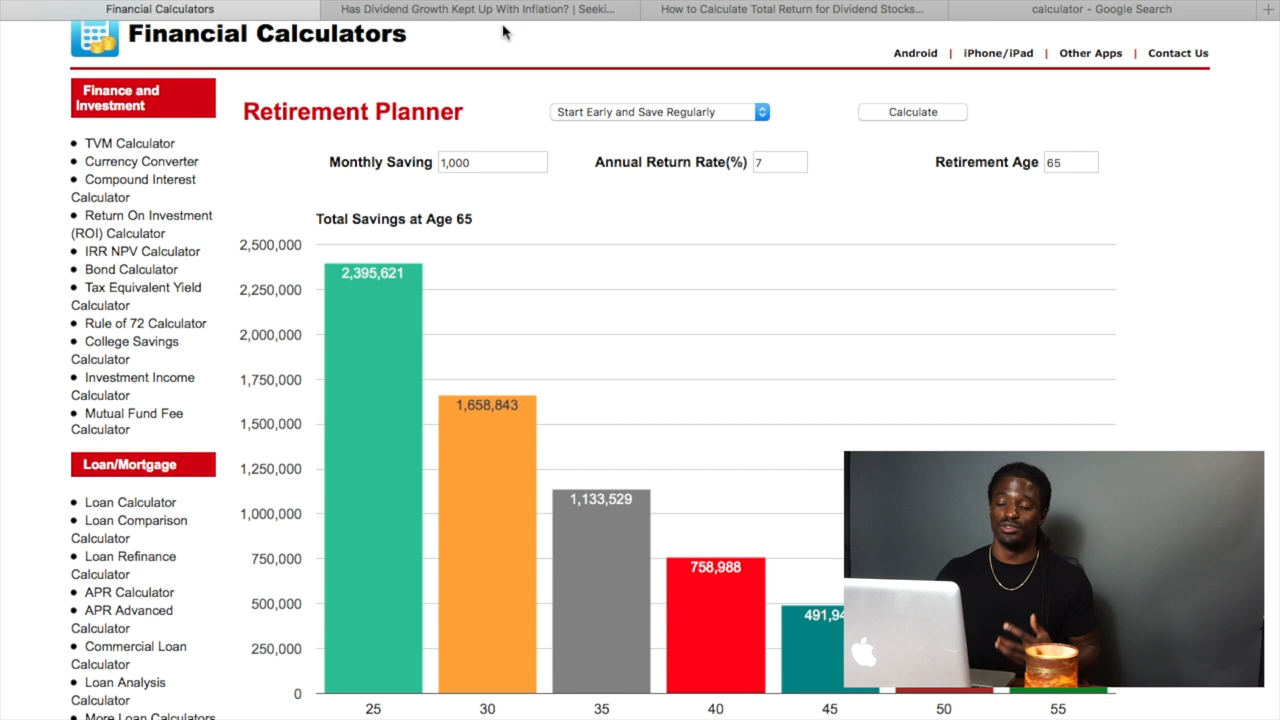 Financial Calculators
Has Dividend Growth Kept Up With Inflation? | Seeki...
How to Calculate Total Return for Dividend Stocks...
calculator - Google Search
Financial Calculators
Android | iPhone/iPad | Other Apps | Contact Us
Finance and
Investment
TVM Calculator
Currency Converter
Compound Interest
Calculator
Return On Investment
(ROI) Calculator
IRR NPV Calculator
Bond Calculator
Tax Equivalent Yield
Calculator
Rule of 72 Calculator
College Savings
Calculator
Investment Income
Calculator
Mutual Fund Fee
Calculator
Loan/Mortgage
Loan Calculator
Loan Comparison
Calculator
Loan Refinance
Calculator
APR Calculator
APR Advanced
Calculator
Commercial Loan
Calculator
Loan Analysis
Calculator
More Loan Calculators
Retirement Planner
Start Early and Save Regularly
Calculate
Monthly Saving 1,000
Annual Return Rate(%) 7
Retirement Age 65
Total Savings at Age 65
2,500,000
2,250,000
2,000,000
1,750,000
1,500,000
1,250,000
1,000,000
750,000
500,000
250,000
0
2,395,621
1,658,843
1,133,529
758,988
491,94
25 30 35 40 45 50 55